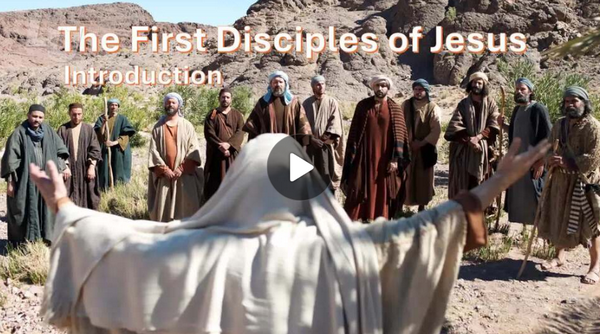 The First Disciples of Jesus
Introduction